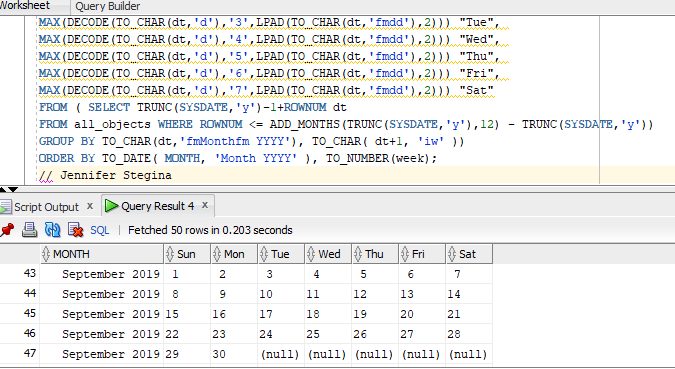 Worksheet Query Builder
MAX(DECODE(TO_CHAR(dt,'d'),'3',LPAD(TO_CHAR(dt,'fmdd'),2))) "Tue",
MAX(DECODE(TO_CHAR(dt,'d'),'4',LPAD(TO_CHAR(dt,'fmdd'),2))) "Wed",
MAX(DECODE(TO_CHAR(dt,'d'),'5',LPAD(TO_CHAR(dt,'fmdd'),2))) "Thu",
MAX(DECODE(TO_CHAR(dt,'d'),'6',LPAD(TO_CHAR(dt,'fmdd'),2))) "Fri",
MAX(DECODE(TO_CHAR(dt,'d'),'7',LPAD(TO_CHAR(dt,'fmdd'),2))) "Sat"
FROM ( SELECT TRUNC(SYSDATE,'y')-1+ROWNUM dt
FROM all_objects WHERE ROWNUM <= ADD_MONTHS(TRUNC(SYSDATE,'y'),12) - TRUNC(SYSDATE,'y'))
GROUP BY TO_CHAR(dt,'fmMonthfm YYYY'), TO_CHAR( dt+1, 'iw' ))
ORDER BY TO_DATE( MONTH, 'Month YYYY' ), TO_NUMBER(week);
// Jennifer Stegina
Script Output x Query Result 4 x
SQL | Fetched 50 rows in 0.203 seconds
MONTH Sun Mon Tue Wed Thu Fri Sat
43 September 2019 1 2 3 4 5 6 7
44 September 2019 8 9 10 11 12 13 14
45 September 2019 15 16 17 18 19 20 21
46 September 2019 22 23 24 25 26 27 28
47 September 2019 29 30 (null) (null) (null) (null) (null)